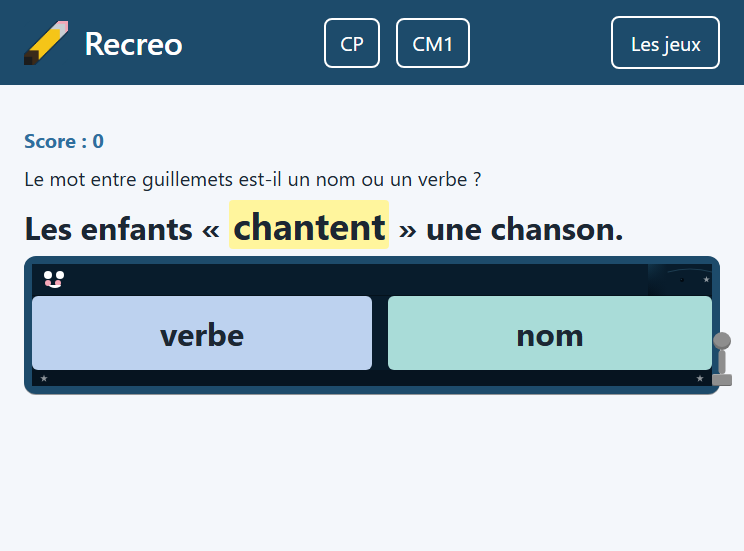 Recreo
CP
CM1
Les jeux
Score : 0
Le mot entre guillemets est-il un nom ou un verbe ?
Les enfants « chantent » une chanson.
verbe
nom